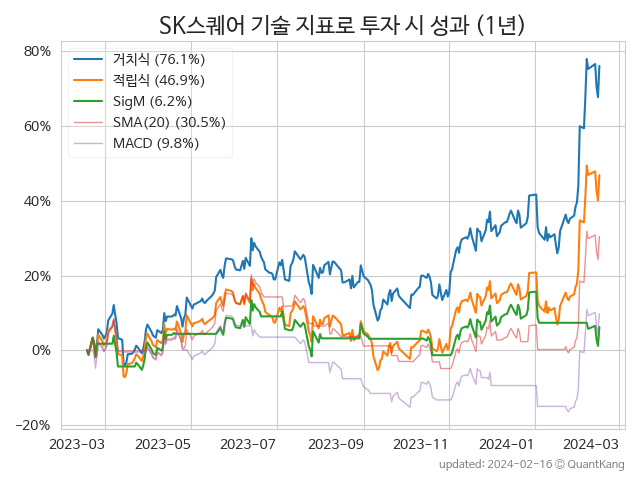 SK스퀘어 기술 지표로 투자 시 성과 (1년)
거치식 (76.1%)
적립식 (46.9%)
SigM (6.2%)
SMA(20) (30.5%)
MACD (9.8%)
80%
60%
40%
20%
0%
−20%
2023-03 2023-05 2023-07 2023-09 2023-11 2024-01 2024-03
updated: 2024-02-16 © QuantKang